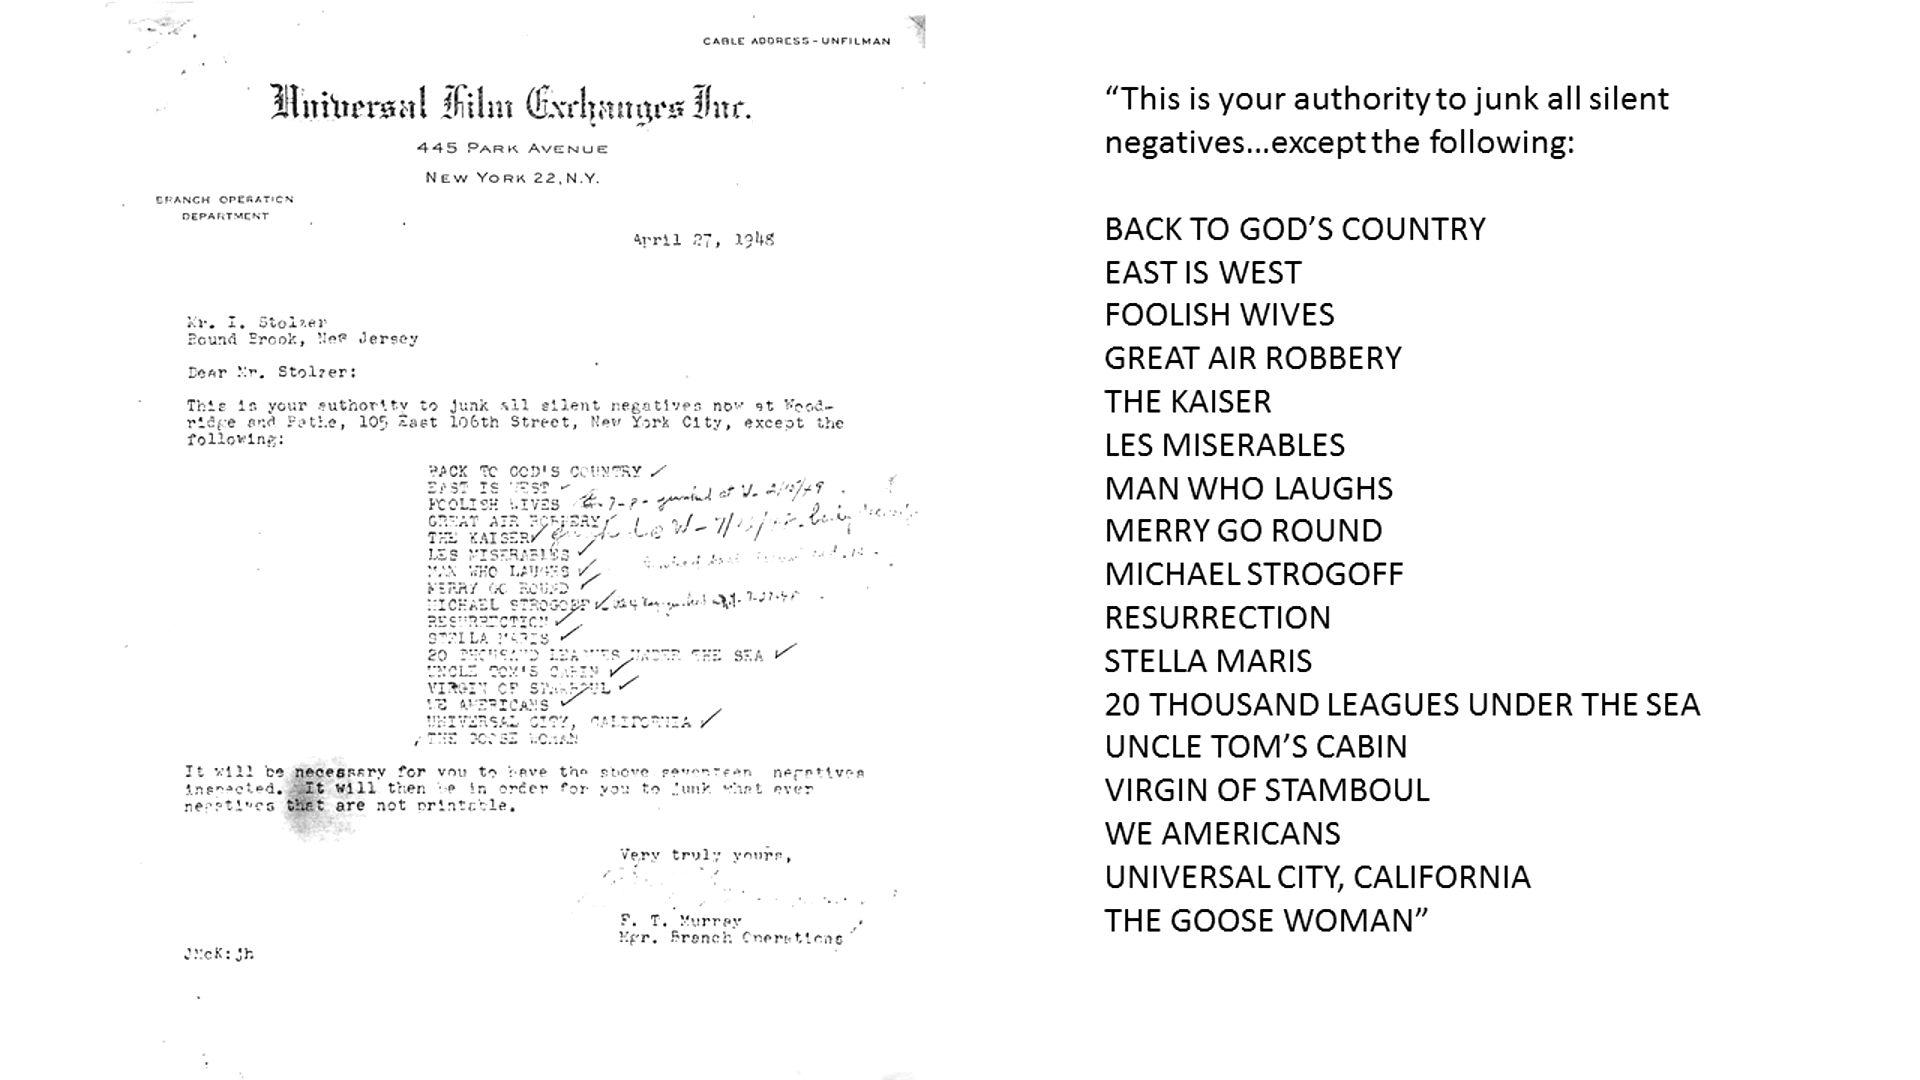 CABLE ADDRESS-UNFILMAN
Universal Film Exchanges Inc.
445 PARK AVENUE
NEW YORK 22, N.Y.
BRANCH OPERATION
DEPARTMENT
April 27, 1948
Mr. I. Stolzer
Bound Brook, New Jersey
Dear Mr. Stolzer:
This is your authority to junk all silent negatives now at Wood-
ridge and Pathe, 105 East 106th Street, New York City, except the
following:
BACK TO GOD'S COUNTRY ✓
EAST IS WEST
FOOLISH WIVES 7-8- junked at W- 2/15/49
GREAT AIR ROBBERY
THE KAISER ✓
LES MISERABLES ✓
MAN WHO LAUGHS ✓
MERRY GO ROUND ✓
MICHAEL STROGOFF ✓
RESURRECTION ✓
STELLA MARIS ✓
20 THOUSAND LEAGUES UNDER THE SEA ✓
UNCLE TOM'S CABIN ✓
VIRGIN OF STAMBOUL ✓
WE AMERICANS ✓
UNIVERSAL CITY, CALIFORNIA ✓
THE GOOSE WOMAN
It will be necessary for you to have the above seventeen negatives
inspected. It will then be in order for you to junk what ever
negatives that are not printable.
Very truly yours,
F. T. Murray
Mgr. Branch Operations
JMcK:jh
“This is your authority to junk all silent
negatives...except the following:
BACK TO GOD’S COUNTRY
EAST IS WEST
FOOLISH WIVES
GREAT AIR ROBBERY
THE KAISER
LES MISERABLES
MAN WHO LAUGHS
MERRY GO ROUND
MICHAEL STROGOFF
RESURRECTION
STELLA MARIS
20 THOUSAND LEAGUES UNDER THE SEA
UNCLE TOM’S CABIN
VIRGIN OF STAMBOUL
WE AMERICANS
UNIVERSAL CITY, CALIFORNIA
THE GOOSE WOMAN”